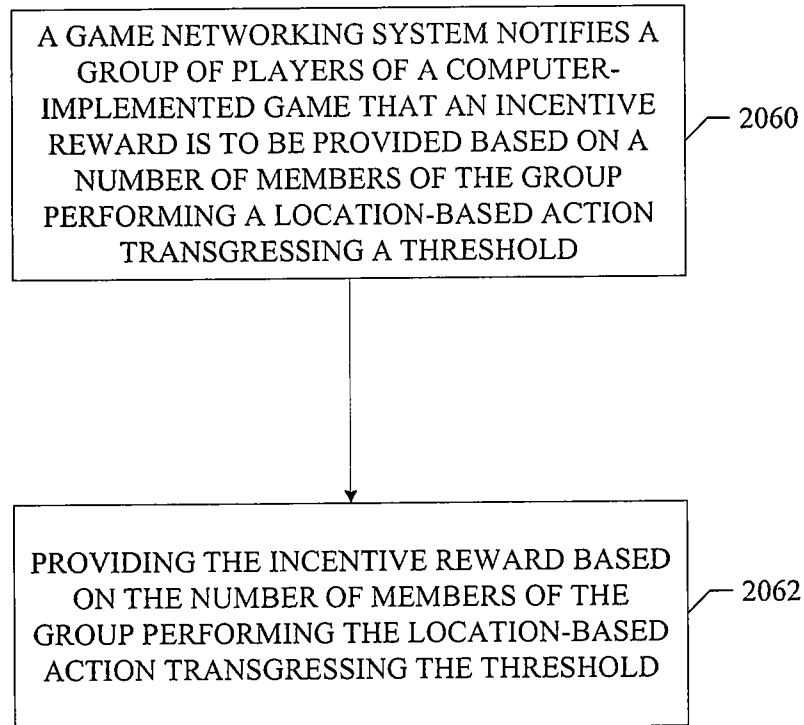 A GAME NETWORKING SYSTEM NOTIFIES A
GROUP OF PLAYERS OF A COMPUTER-
IMPLEMENTED GAME THAT AN INCENTIVE
REWARD IS TO BE PROVIDED BASED ON A
NUMBER OF MEMBERS OF THE GROUP
PERFORMING A LOCATION-BASED ACTION
TRANSGRESSING A THRESHOLD
2060
PROVIDING THE INCENTIVE REWARD BASED
ON THE NUMBER OF MEMBERS OF THE
GROUP PERFORMING THE LOCATION-BASED
ACTION TRANSGRESSING THE THRESHOLD
2062